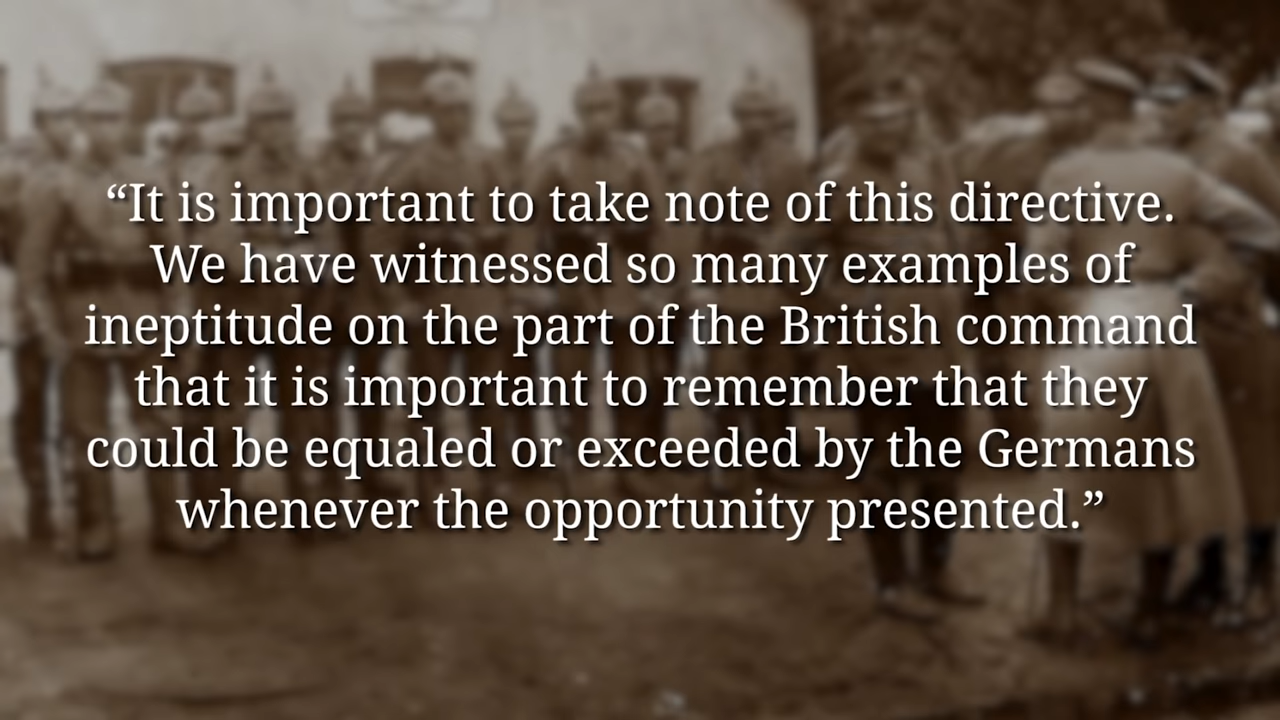 “It is important to take note of this directive.
We have witnessed so many examples of
ineptitude on the part of the British command
that it is important to remember that they
could be equaled or exceeded by the Germans
whenever the opportunity presented.”